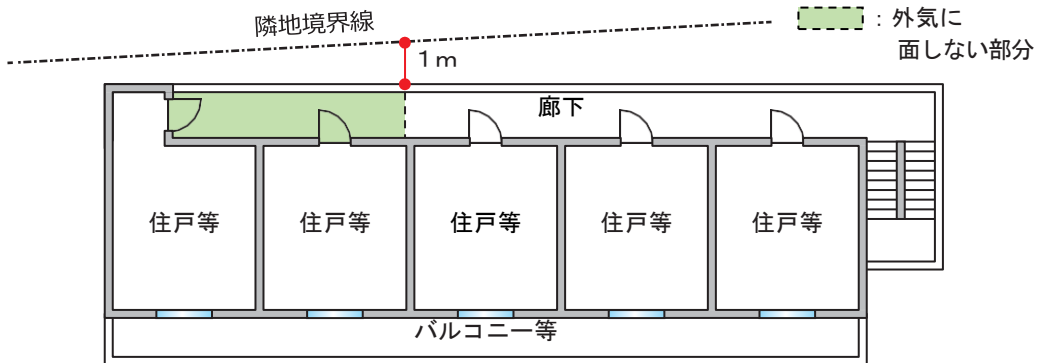 隣地境界線
：外気に
面しない部分
1m
廊下
住戸等
住戸等
住戸等
住戸等
住戸等
バルコニー等